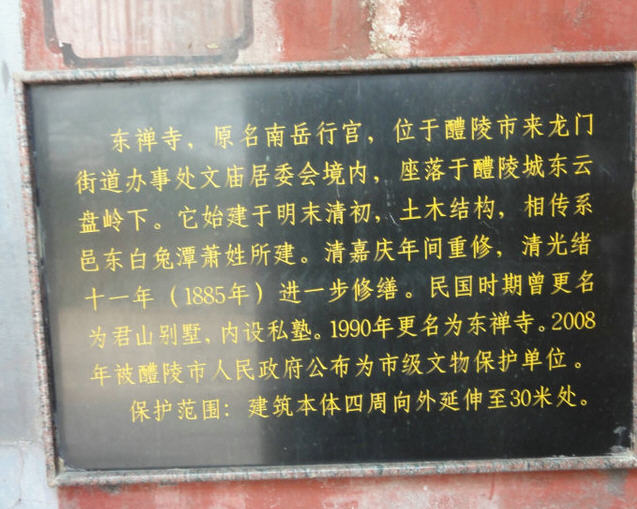 东禅寺，原名南岳行宫，位于醴陵市来龙门
街道办事处文庙居委会境内，座落于醴陵城东云
盘岭下。它始建于明末清初，土木结构，相传系
邑东白兔潭萧姓所建。清嘉庆年间重修，清光绪
十一年（1885年）进一步修缮。民国时期曾更名
为君山别墅，内设私塾。1990年更名为东禅寺。2008
年被醴陵市人民政府公布为市级文物保护单位。
保护范围：建筑本体四周向外延伸至30米处。